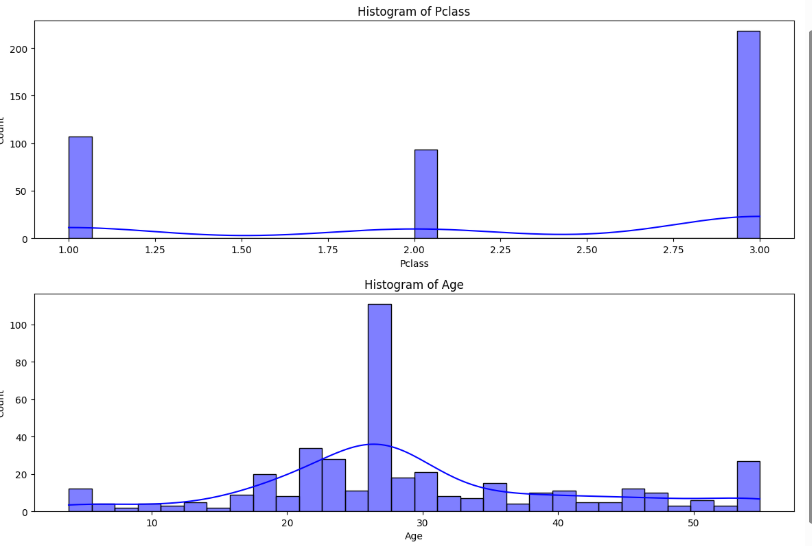 Histogram of Pclass
200
150
100
50
0
Count
1.00 1.25 1.50 1.75 2.00 2.25 2.50 2.75 3.00
Pclass
Histogram of Age
100
80
60
40
20
0
Count
10 20 30 40 50
Age